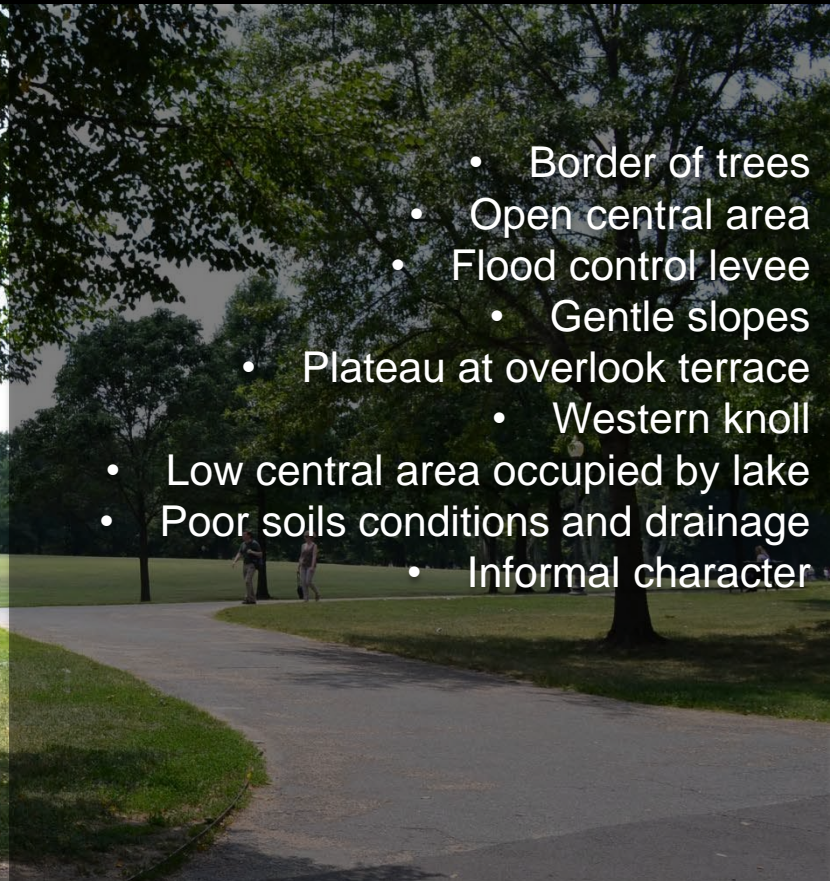 • Border of trees
• Open central area
• Flood control levee
• Gentle slopes
• Plateau at overlook terrace
• Western knoll
• Low central area occupied by lake
• Poor soils conditions and drainage
• Informal character